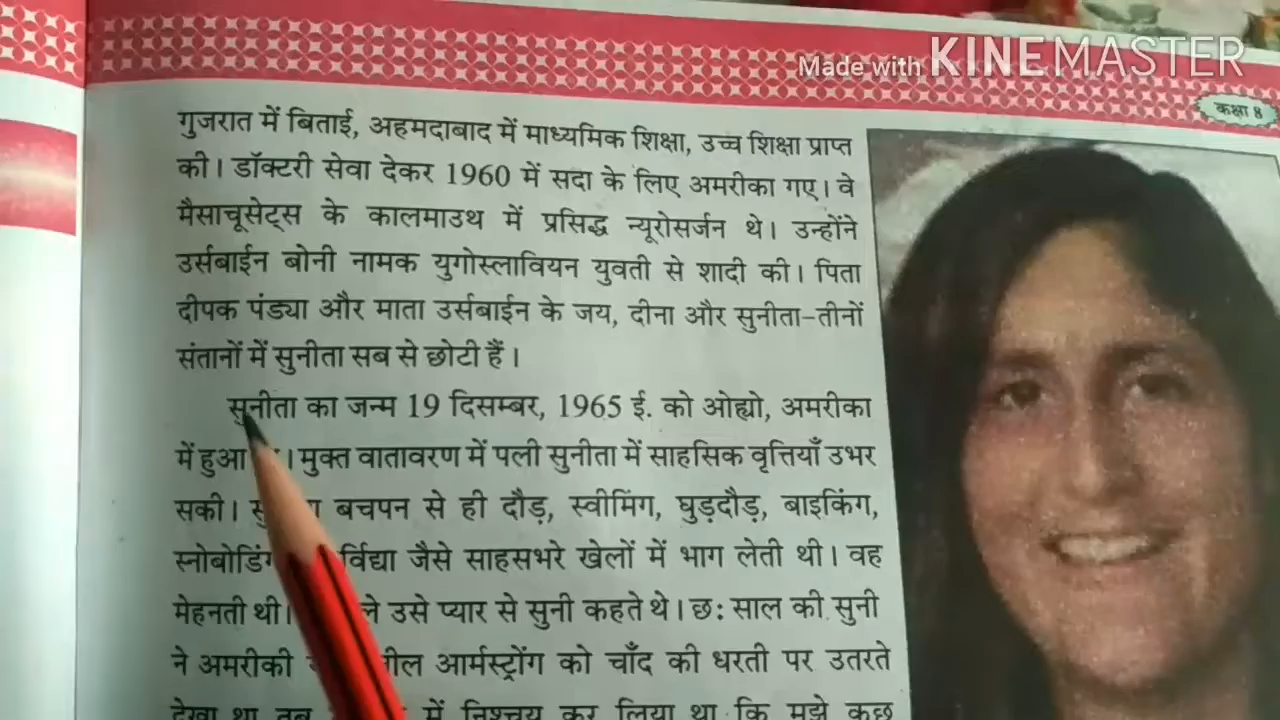 Made with KINEMASTER
कक्षा 8
गुजरात में बिताई, अहमदाबाद में माध्यमिक शिक्षा, उच्च शिक्षा प्राप्त
की। डॉक्टरी सेवा देकर 1960 में सदा के लिए अमरीका गए। वे
मैसाचूसेट्स के कालमाउथ में प्रसिद्ध न्यूरोसर्जन थे। उन्होंने
उर्सबाईन बोनी नामक युगोस्लावियन युवती से शादी की। पिता
दीपक पंड्या और माता उर्सबाईन के जय, दीना और सुनीता-तीनों
संतानों में सुनीता सब से छोटी हैं।
सुनीता का जन्म 19 दिसम्बर, 1965 ई. को ओह्यो, अमरीका
में हुआ । मुक्त वातावरण में पली सुनीता में साहसिक वृत्तियाँ उभर
सकी। बचपन से ही दौड़, स्वीमिंग, घुड़दौड़, बाइकिंग,
स्नोबोडिंग जैसे साहसभरे खेलों में भाग लेती थी। वह
मेहनती थी। उसे प्यार से सुनी कहते थे। छः साल की सुनी
ने अमरीकी आर्मस्ट्रोंग को चाँद की धरती पर उतरते
देखा था तब में निश्चय कर लिया था कि मुझे कुछ